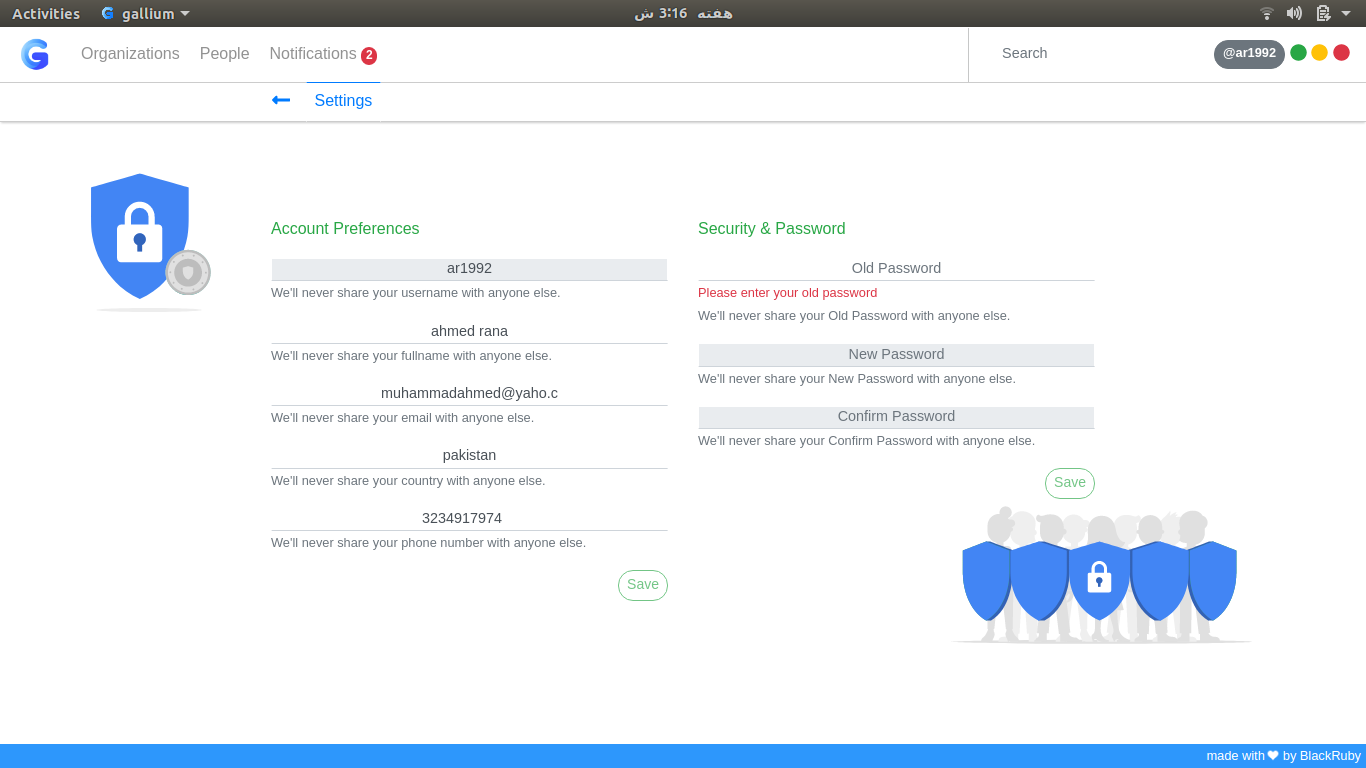 Activities gallium هفته 3:16 ش
Organizations People Notifications 2 Search @ar1992
Settings
Account Preferences
ar1992
We'll never share your username with anyone else.
ahmed rana
We'll never share your fullname with anyone else.
muhammadahmed@yaho.c
We'll never share your email with anyone else.
pakistan
We'll never share your country with anyone else.
3234917974
We'll never share your phone number with anyone else.
Save
Security & Password
Old Password
Please enter your old password
We'll never share your Old Password with anyone else.
New Password
We'll never share your New Password with anyone else.
Confirm Password
We'll never share your Confirm Password with anyone else.
Save
made with by BlackRuby